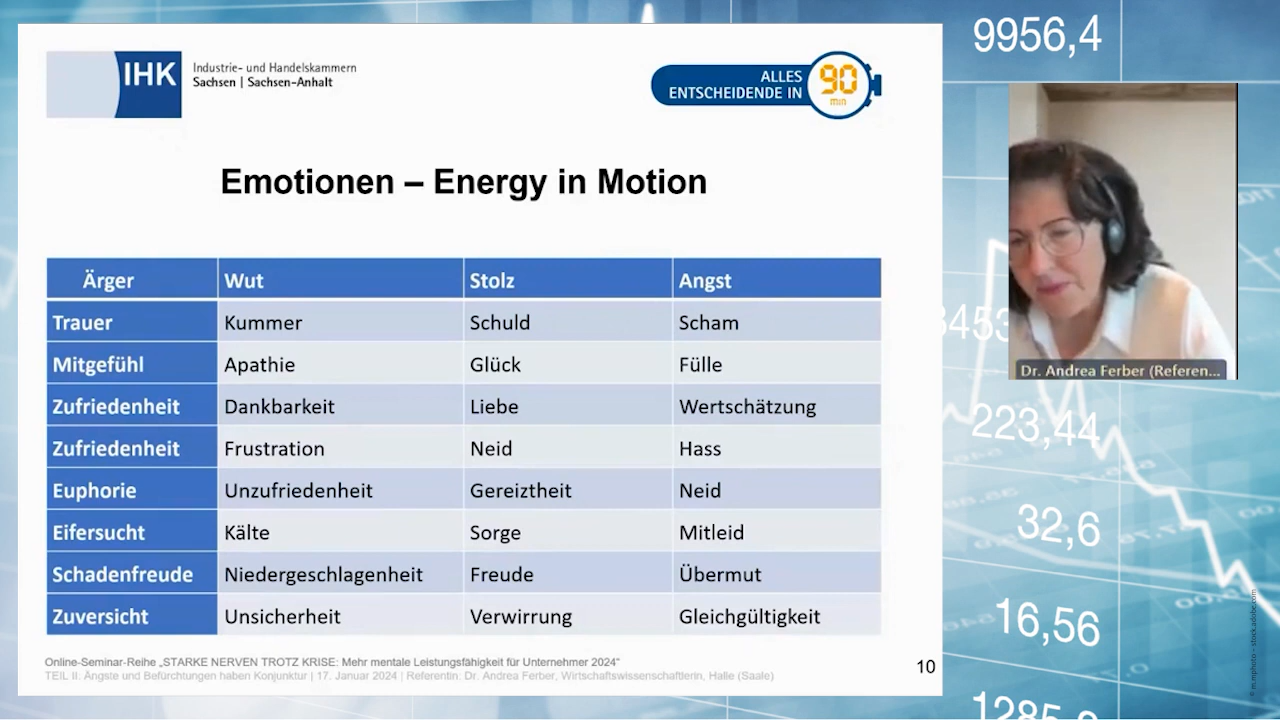 IHK
Industrie- und Handelskammern
Sachsen | Sachsen-Anhalt
ALLES
ENTSCHEIDENDE IN
90
min
Emotionen – Energy in Motion
Ärger Wut Stolz Angst
Trauer Kummer Schuld Scham
Mitgefühl Apathie Glück Fülle
Zufriedenheit Dankbarkeit Liebe Wertschätzung
Zufriedenheit Frustration Neid Hass
Euphorie Unzufriedenheit Gereiztheit Neid
Eifersucht Kälte Sorge Mitleid
Schadenfreude Niedergeschlagenheit Freude Übermut
Zuversicht Unsicherheit Verwirrung Gleichgültigkeit
Online-Seminar-Reihe „STARKE NERVEN TROTZ KRISE: Mehr mentale Leistungsfähigkeit für Unternehmer 2024“
TEIL II: Ängste und Befürchtungen haben Konjunktur | 17. Januar 2024 | Referentin: Dr. Andrea Ferber, Wirtschaftswissenschaftlerin, Halle (Saale)
10
9956,4
Dr. Andrea Ferber (Referen...
223,44
32,6
16,56